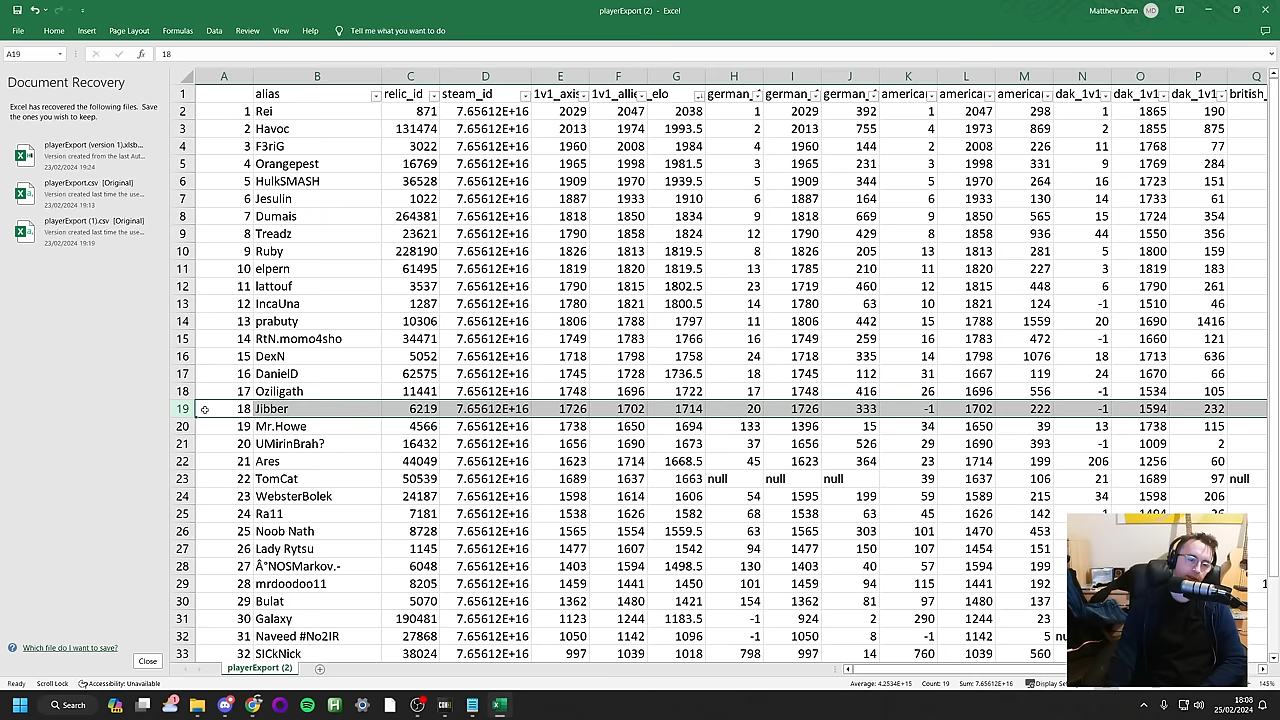 playerExport (2) - Excel
Matthew Dunn MD
File Home Insert Page Layout Formulas Data Review View Help Tell me what you want to do
A19 fx 18
Document Recovery
Excel has recovered the following files. Save
the ones you wish to keep.
playerExport (version 1).xlsb...
Version created from the last Aut...
23/02/2024 19:24
playerExport.csv [Original]
Version created last time the use...
23/02/2024 19:13
playerExport (1).csv [Original]
Version created last time the use...
23/02/2024 19:19
Which file do I want to save?
Close
A B C D E F G H I J K L M N O P Q
1 alias relic_id steam_id 1v1_axis 1v1_allie _elo german_ german_ german_ america america america dak_1v1 dak_1v1 dak_1v1 british_
2 1 Rei 871 7.65612E+16 2029 2047 2038 1 2029 392 1 2047 298 1 1865 190
3 2 Havoc 131474 7.65612E+16 2013 1974 1993.5 2 2013 755 4 1973 869 2 1855 875
4 3 F3riG 3022 7.65612E+16 1960 2008 1984 4 1960 144 2 2008 226 11 1768 77
5 4 Orangepest 16769 7.65612E+16 1965 1998 1981.5 3 1965 231 3 1998 331 9 1769 284
6 5 HulkSMASH 36528 7.65612E+16 1909 1970 1939.5 5 1909 344 5 1970 264 16 1723 151
7 6 Jesulin 1022 7.65612E+16 1887 1933 1910 6 1887 164 6 1933 130 14 1733 61
8 7 Dumais 264381 7.65612E+16 1818 1850 1834 7 1818 669 9 1850 565 15 1724 354
9 8 Treadz 23621 7.65612E+16 1790 1858 1824 12 1790 429 8 1858 936 44 1550 356
10 9 Ruby 228190 7.65612E+16 1826 1813 1819.5 8 1826 205 13 1813 281 5 1800 159
11 10 elpern 61495 7.65612E+16 1819 1820 1819.5 13 1785 210 11 1820 227 3 1819 183
12 11 lattouf 3537 7.65612E+16 1790 1815 1802.5 23 1719 460 12 1815 448 6 1790 261
13 12 IncaUna 1287 7.65612E+16 1780 1821 1800.5 14 1780 63 10 1821 124 -1 1510 46
14 13 prabuty 10306 7.65612E+16 1806 1788 1797 11 1806 442 15 1788 1559 20 1690 1416
15 14 RtN.momo4sho 34471 7.65612E+16 1749 1783 1766 16 1749 259 16 1783 472 -1 1660 121
16 15 DexN 5052 7.65612E+16 1718 1798 1758 24 1718 335 14 1798 1076 18 1713 636
17 16 DanielD 62575 7.65612E+16 1745 1728 1736.5 18 1745 112 31 1667 119 24 1670 66
18 17 Oziligath 11441 7.65612E+16 1748 1696 1722 17 1748 416 26 1696 556 -1 1534 105
19 18 Jibber 6219 7.65612E+16 1726 1702 1714 20 1726 333 -1 1702 222 -1 1594 232
20 19 Mr.Howe 4566 7.65612E+16 1738 1650 1694 133 1396 15 34 1650 39 13 1738 115
21 20 UMirinBrah? 16432 7.65612E+16 1656 1690 1673 37 1656 526 29 1690 393 -1 1009 2
22 21 Ares 44049 7.65612E+16 1623 1714 1668.5 45 1623 364 23 1714 199 206 1256 60
23 22 TomCat 50539 7.65612E+16 1689 1637 1663 null null null 39 1637 106 21 1689 97 null
24 23 WebsterBolek 24187 7.65612E+16 1598 1614 1606 54 1595 199 59 1589 215 34 1598 206
25 24 Ra11 7181 7.65612E+16 1538 1626 1582 68 1538 63 45 1626 142
26 25 Noob Nath 8728 7.65612E+16 1565 1554 1559.5 63 1565 303 101 1470 453
27 26 Lady Rytsu 1145 7.65612E+16 1477 1607 1542 94 1477 150 107 1454 151
28 27 Â°NOSMarkov.- 6048 7.65612E+16 1403 1594 1498.5 130 1403 40 57 1594 199
29 28 mrdoodoo11 8205 7.65612E+16 1459 1441 1450 101 1459 94 115 1441 192 1
30 29 Bulat 5070 7.65612E+16 1362 1480 1421 154 1362 81 97 1480 137
31 30 Galaxy 190481 7.65612E+16 1123 1244 1183.5 -1 924 2 290 1244 23
32 31 Naveed #No2IR 27868 7.65612E+16 1050 1142 1096 -1 1050 8 -1 1142 5
33 32 SICkNick 38024 7.65612E+16 997 1039 1018 798 997 14 760 1039 560
playerExport (2)
Ready Scroll Lock Accessibility: Unavailable Average: 4.2534E+15 Count: 19 Sum: 7.65612E+16 Display Se 145%
Search
18:08
25/02/2024